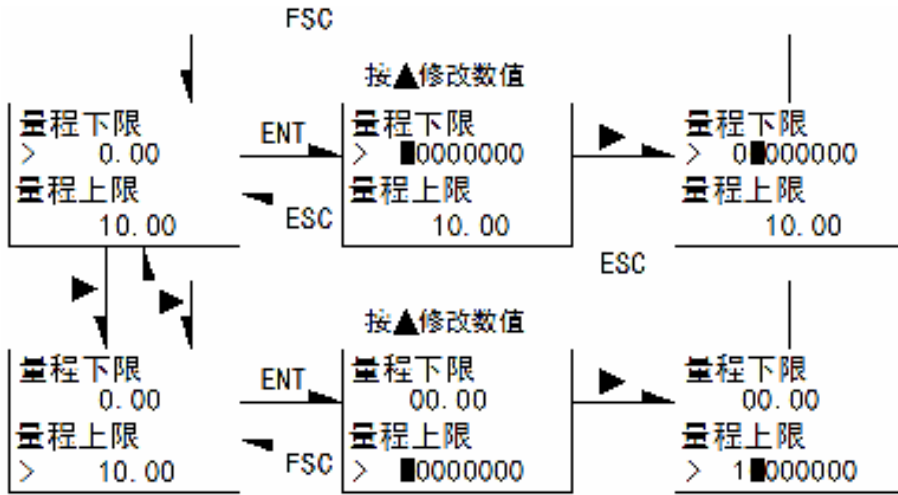 FSC
按▲修改数值
量程下限
> 0.00
量程上限
10.00
ENT
ESC
量程下限
> █0000000
量程上限
10.00
▶
量程下限
> 0█000000
量程上限
10.00
ESC
▶
▶
按▲修改数值
量程下限
0.00
量程上限
> 10.00
ENT
FSC
量程下限
00.00
量程上限
> █0000000
▶
量程下限
00.00
量程上限
> 1█000000